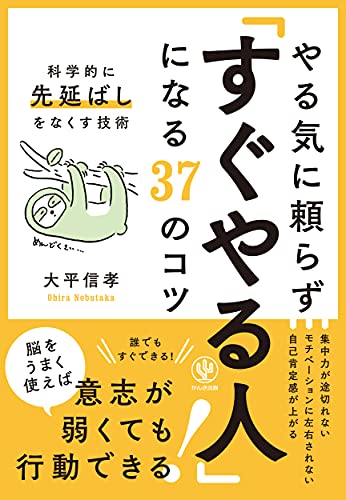 やる気に頼らず
「すぐやる人」
になる37のコツ
科学的に
先延ばし
をなくす技術
めんどくさ……
大平信孝
Ohira Nobutaka
集中力が途切れない
モチベーションに左右されない
自己肯定感が上がる
誰でも
すぐできる!
かんき出版
脳を
うまく
使えば
意志が
弱くても
行動できる!